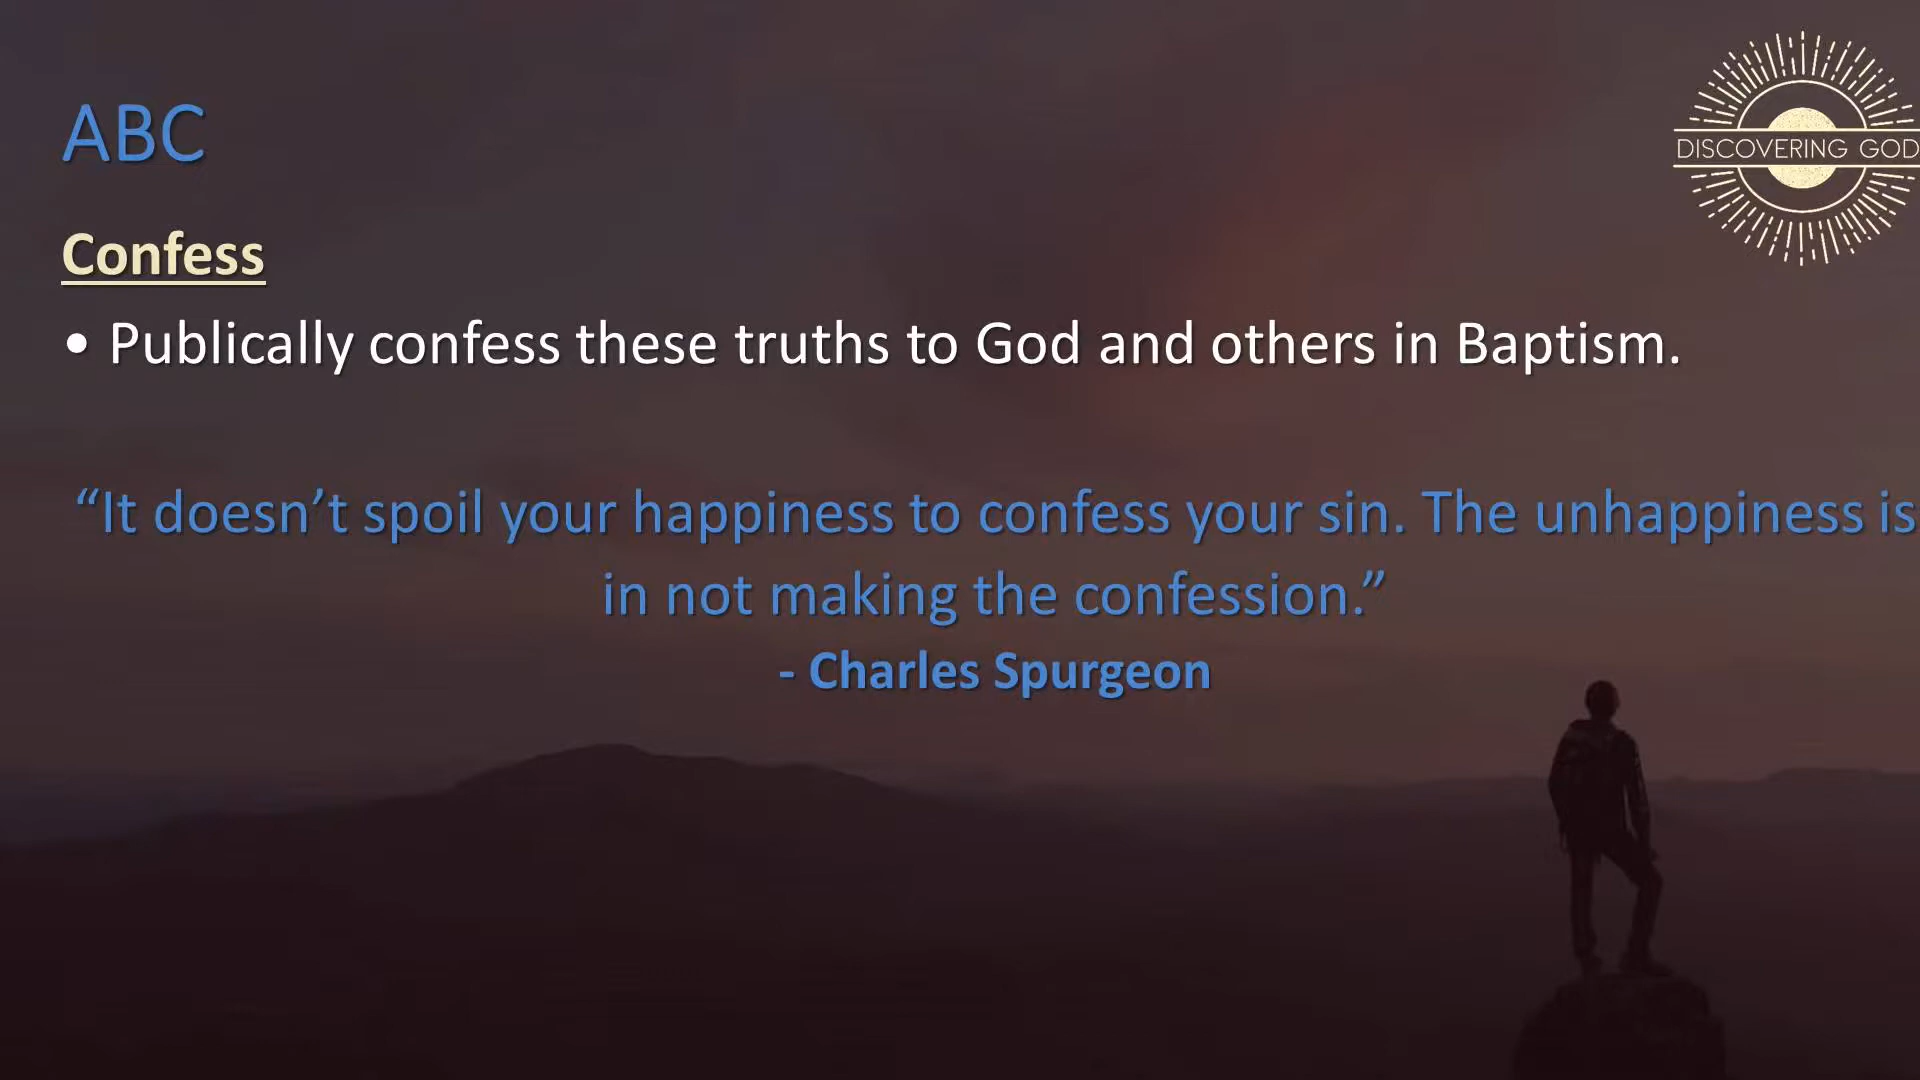 ABC
DISCOVERING GOD
Confess
• Publically confess these truths to God and others in Baptism.
“It doesn’t spoil your happiness to confess your sin. The unhappiness is
in not making the confession.”
- Charles Spurgeon